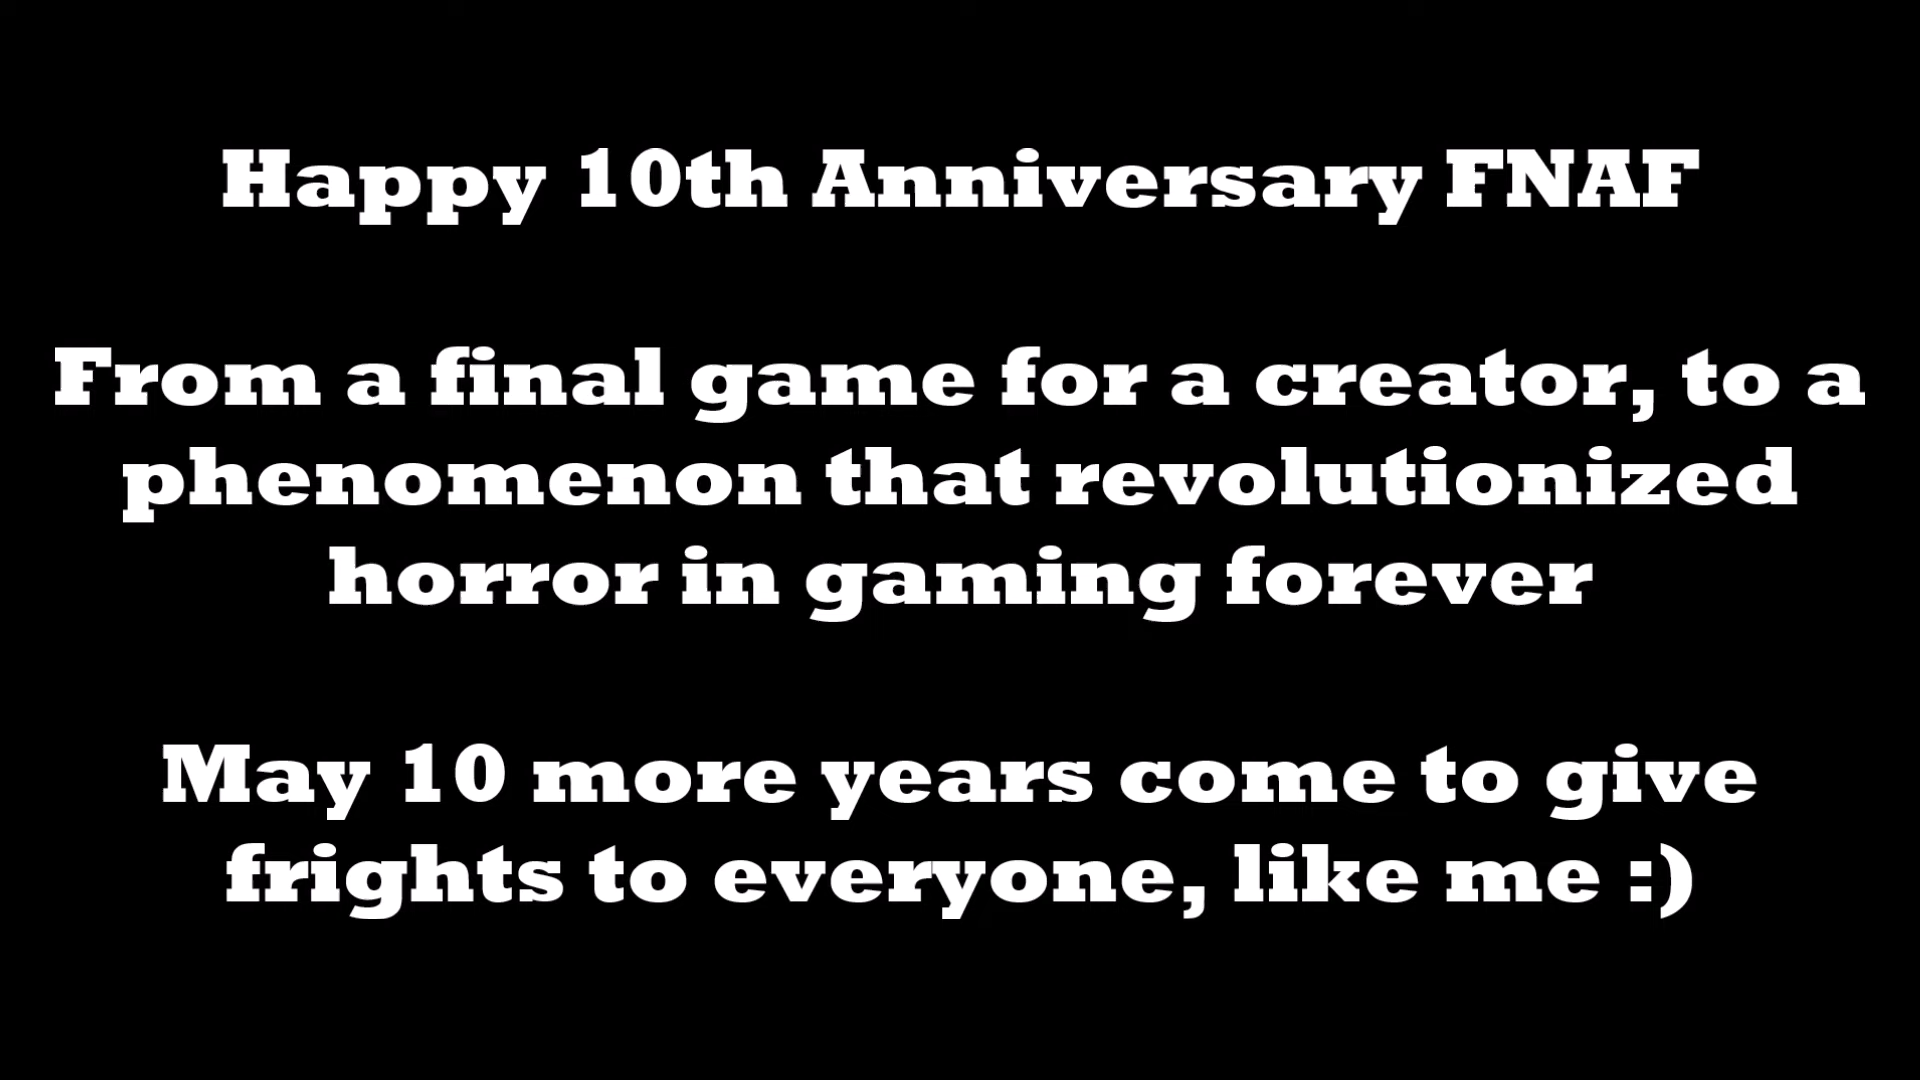 Happy 10th Anniversary FNAF
From a final game for a creator, to a
phenomenon that revolutionized
horror in gaming forever
May 10 more years come to give
frights to everyone, like me :)